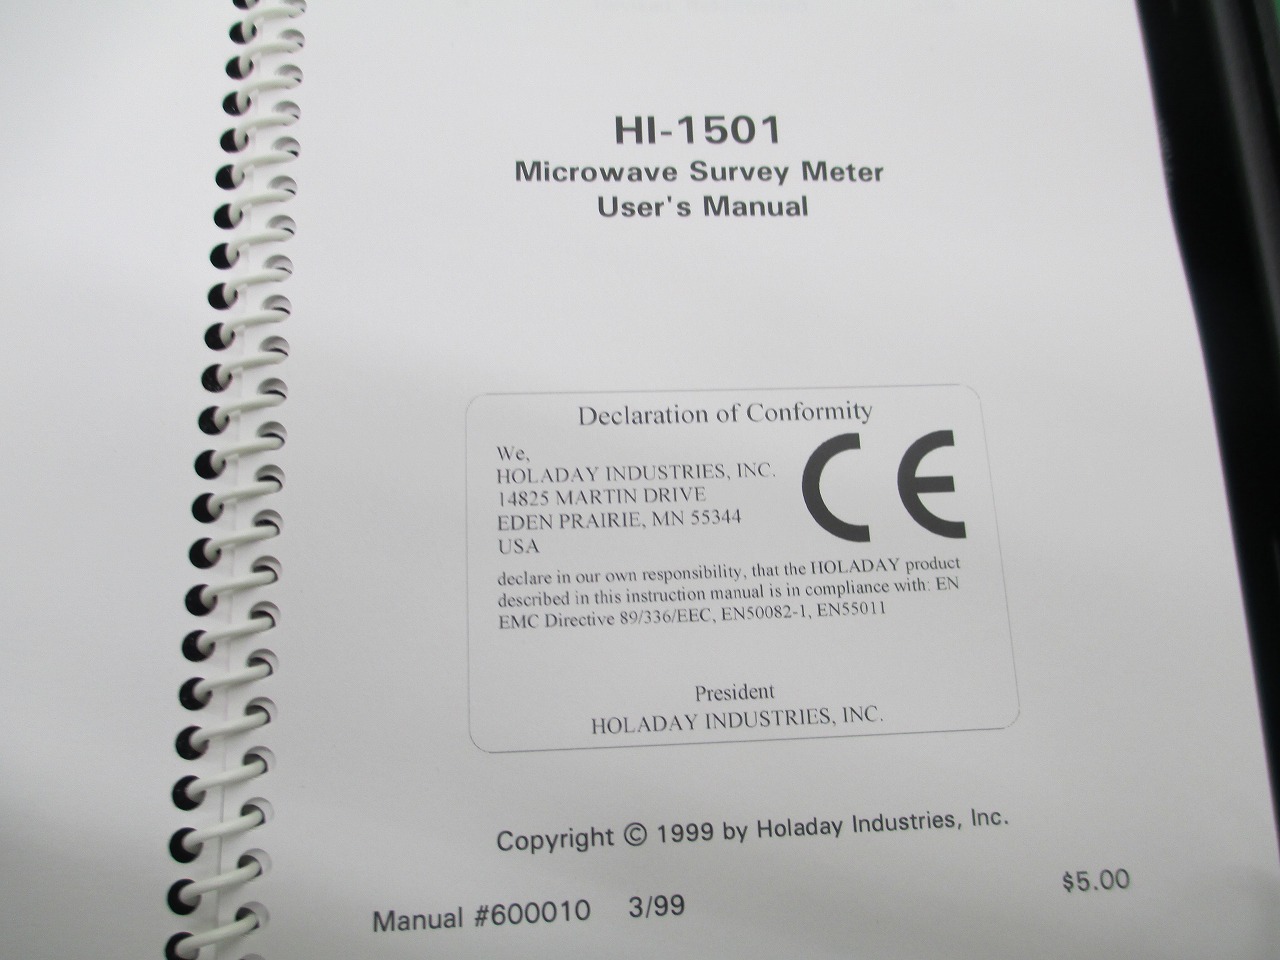 HI-1501
Microwave Survey Meter
User's Manual
Declaration of Conformity
We,
HOLADAY INDUSTRIES, INC.
14825 MARTIN DRIVE
EDEN PRAIRIE, MN 55344
USA
CE
declare in our own responsibility, that the HOLADAY product
described in this instruction manual is in compliance with: EN
EMC Directive 89/336/EEC, EN50082-1, EN55011
President
HOLADAY INDUSTRIES, INC.
Copyright © 1999 by Holaday Industries, Inc.
Manual #600010 3/99
$5.00